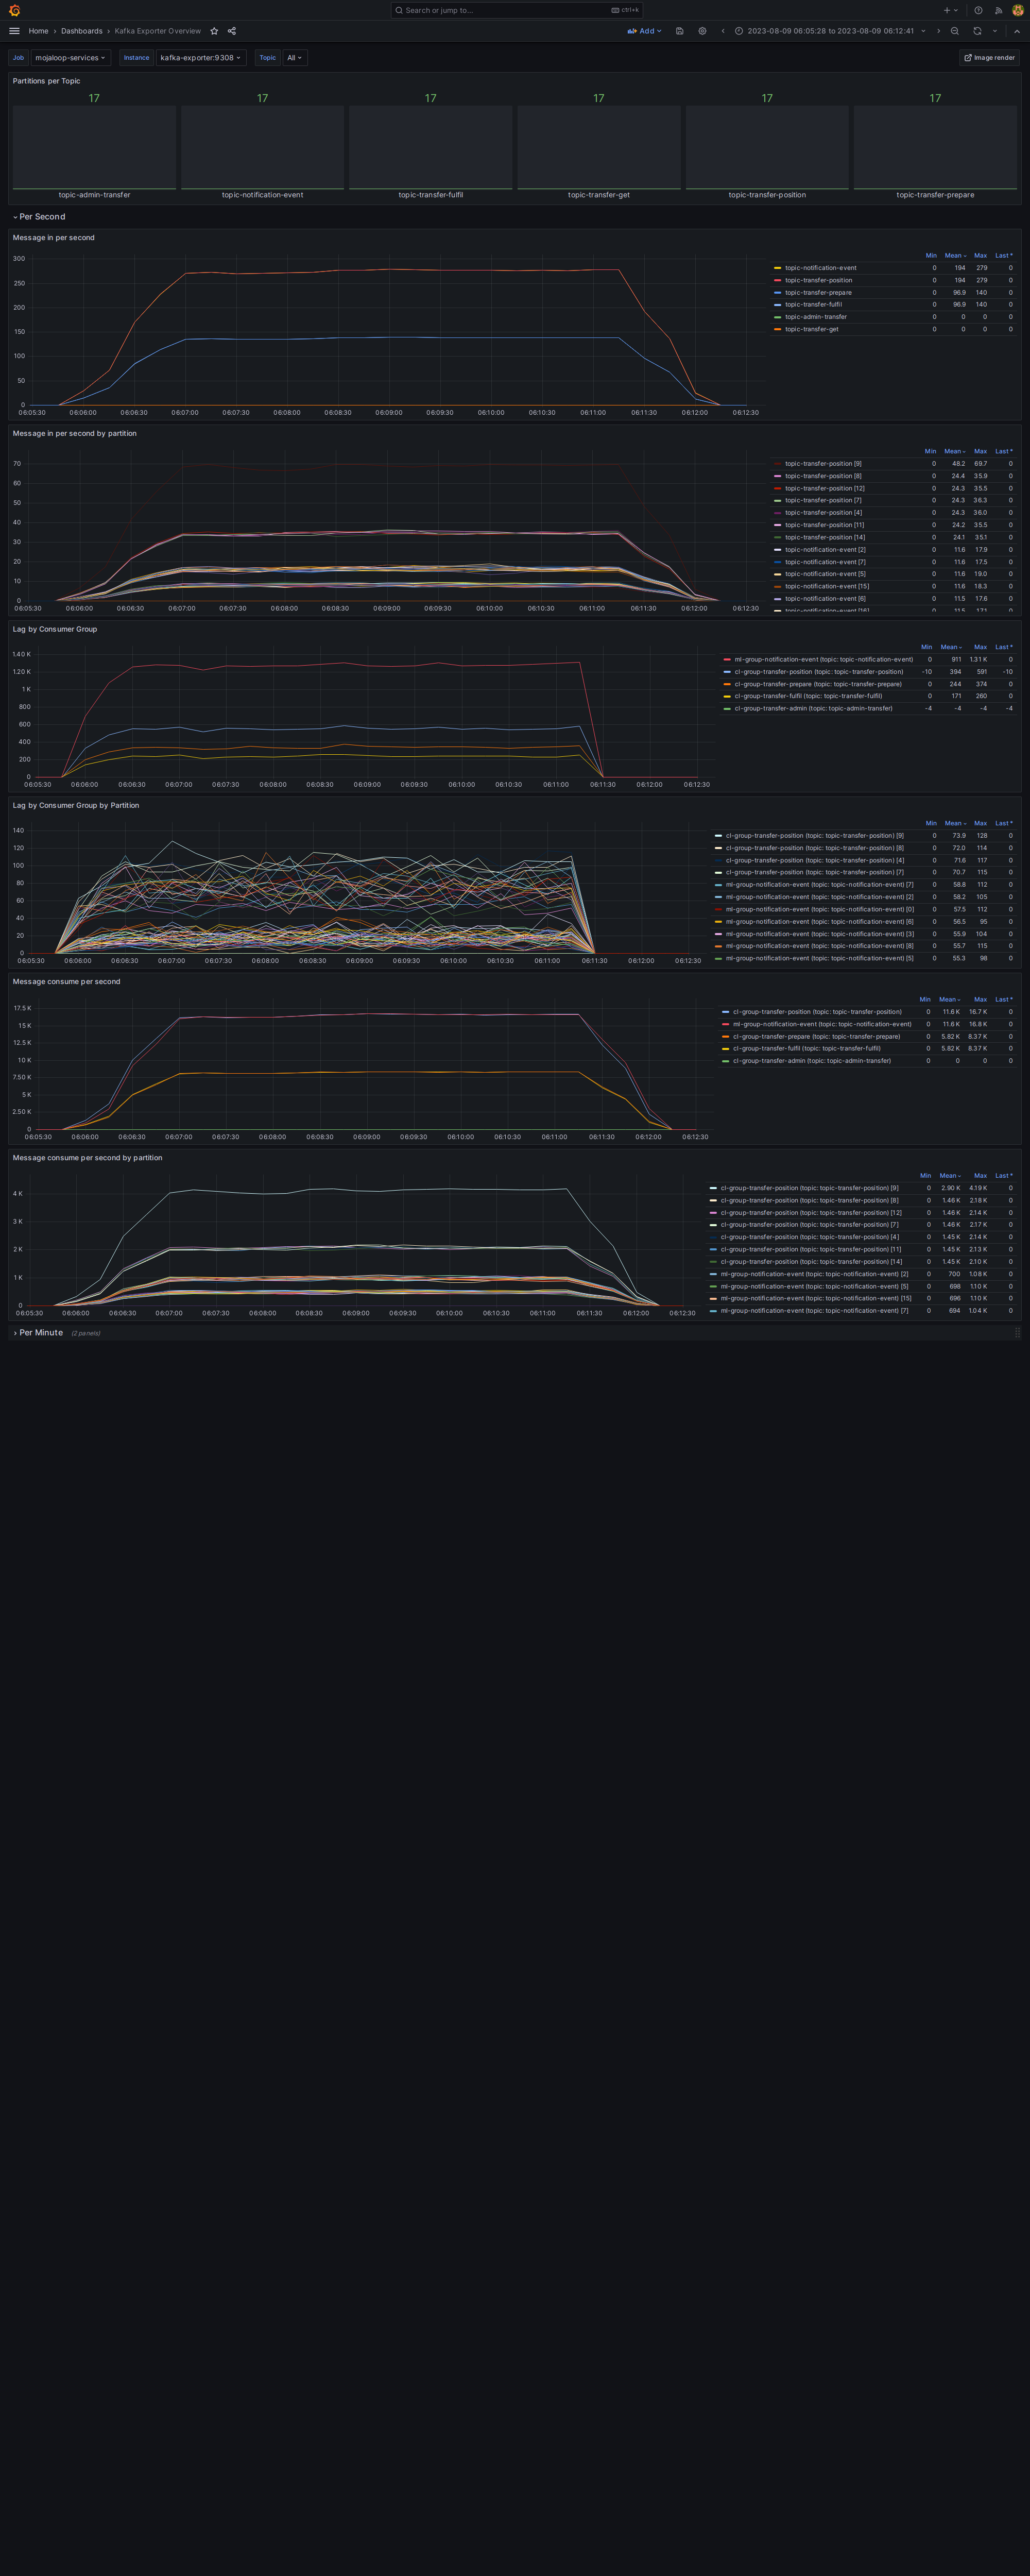 Search or jump to...
ctrl+k
Home › Dashboards › Kafka Exporter Overview
Add
2023-08-09 06:05:28 to 2023-08-09 06:12:41
Job mojaloop-services Instance kafka-exporter:9308 Topic All
Image render
Partitions per Topic
17 17 17 17 17 17
topic-admin-transfer topic-notification-event topic-transfer-fulfil topic-transfer-get topic-transfer-position topic-transfer-prepare
Per Second
Message in per second
300
250
200
150
100
50
0
06:05:30 06:06:00 06:06:30 06:07:00 06:07:30 06:08:00 06:08:30 06:09:00 06:09:30 06:10:00 06:10:30 06:11:00 06:11:30 06:12:00 06:12:30
Min Mean Max Last *
topic-notification-event 0 194 279 0
topic-transfer-position 0 194 279 0
topic-transfer-prepare 0 96.9 140 0
topic-transfer-fulfil 0 96.9 140 0
topic-admin-transfer 0 0 0 0
topic-transfer-get 0 0 0 0
Message in per second by partition
70
60
50
40
30
20
10
0
06:05:30 06:06:00 06:06:30 06:07:00 06:07:30 06:08:00 06:08:30 06:09:00 06:09:30 06:10:00 06:10:30 06:11:00 06:11:30 06:12:00 06:12:30
Min Mean Max Last *
topic-transfer-position [9] 0 48.2 69.7 0
topic-transfer-position [8] 0 24.4 35.9 0
topic-transfer-position [12] 0 24.3 35.5 0
topic-transfer-position [7] 0 24.3 36.3 0
topic-transfer-position [4] 0 24.3 36.0 0
topic-transfer-position [11] 0 24.2 35.5 0
topic-transfer-position [14] 0 24.1 35.1 0
topic-notification-event [2] 0 11.6 17.9 0
topic-notification-event [7] 0 11.6 17.5 0
topic-notification-event [5] 0 11.6 19.0 0
topic-notification-event [15] 0 11.6 18.3 0
topic-notification-event [6] 0 11.5 17.6 0
topic-notification-event [16] 0 11.5 17.1 0
Lag by Consumer Group
1.40 K
1.20 K
1 K
800
600
400
200
0
06:05:30 06:06:00 06:06:30 06:07:00 06:07:30 06:08:00 06:08:30 06:09:00 06:09:30 06:10:00 06:10:30 06:11:00 06:11:30 06:12:00 06:12:30
Min Mean Max Last *
ml-group-notification-event (topic: topic-notification-event) 0 911 1.31 K 0
cl-group-transfer-position (topic: topic-transfer-position) -10 394 591 -10
cl-group-transfer-prepare (topic: topic-transfer-prepare) 0 244 374 0
cl-group-transfer-fulfil (topic: topic-transfer-fulfil) 0 171 260 0
cl-group-transfer-admin (topic: topic-admin-transfer) -4 -4 -4 -4
Lag by Consumer Group by Partition
140
120
100
80
60
40
20
0
06:05:30 06:06:00 06:06:30 06:07:00 06:07:30 06:08:00 06:08:30 06:09:00 06:09:30 06:10:00 06:10:30 06:11:00 06:11:30 06:12:00 06:12:30
Min Mean Max Last *
cl-group-transfer-position (topic: topic-transfer-position) [9] 0 73.9 128 0
cl-group-transfer-position (topic: topic-transfer-position) [8] 0 72.0 114 0
cl-group-transfer-position (topic: topic-transfer-position) [4] 0 71.6 117 0
cl-group-transfer-position (topic: topic-transfer-position) [7] 0 70.7 115 0
ml-group-notification-event (topic: topic-notification-event) [7] 0 58.8 112 0
ml-group-notification-event (topic: topic-notification-event) [2] 0 58.2 105 0
ml-group-notification-event (topic: topic-notification-event) [0] 0 57.5 112 0
ml-group-notification-event (topic: topic-notification-event) [6] 0 56.5 95 0
ml-group-notification-event (topic: topic-notification-event) [3] 0 55.9 104 0
ml-group-notification-event (topic: topic-notification-event) [8] 0 55.7 115 0
ml-group-notification-event (topic: topic-notification-event) [5] 0 55.3 98 0
Message consume per second
17.5 K
15 K
12.5 K
10 K
7.50 K
5 K
2.50 K
0
06:05:30 06:06:00 06:06:30 06:07:00 06:07:30 06:08:00 06:08:30 06:09:00 06:09:30 06:10:00 06:10:30 06:11:00 06:11:30 06:12:00 06:12:30
Min Mean Max Last *
cl-group-transfer-position (topic: topic-transfer-position) 0 11.6 K 16.7 K 0
ml-group-notification-event (topic: topic-notification-event) 0 11.6 K 16.8 K 0
cl-group-transfer-prepare (topic: topic-transfer-prepare) 0 5.82 K 8.37 K 0
cl-group-transfer-fulfil (topic: topic-transfer-fulfil) 0 5.82 K 8.37 K 0
cl-group-transfer-admin (topic: topic-admin-transfer) 0 0 0 0
Message consume per second by partition
4 K
3 K
2 K
1 K
0
06:05:30 06:06:00 06:06:30 06:07:00 06:07:30 06:08:00 06:08:30 06:09:00 06:09:30 06:10:00 06:10:30 06:11:00 06:11:30 06:12:00 06:12:30
Min Mean Max Last *
cl-group-transfer-position (topic: topic-transfer-position) [9] 0 2.90 K 4.19 K 0
cl-group-transfer-position (topic: topic-transfer-position) [8] 0 1.46 K 2.18 K 0
cl-group-transfer-position (topic: topic-transfer-position) [12] 0 1.46 K 2.14 K 0
cl-group-transfer-position (topic: topic-transfer-position) [7] 0 1.46 K 2.17 K 0
cl-group-transfer-position (topic: topic-transfer-position) [4] 0 1.45 K 2.14 K 0
cl-group-transfer-position (topic: topic-transfer-position) [11] 0 1.45 K 2.13 K 0
cl-group-transfer-position (topic: topic-transfer-position) [14] 0 1.45 K 2.10 K 0
ml-group-notification-event (topic: topic-notification-event) [2] 0 700 1.08 K 0
ml-group-notification-event (topic: topic-notification-event) [5] 0 698 1.10 K 0
ml-group-notification-event (topic: topic-notification-event) [15] 0 696 1.10 K 0
ml-group-notification-event (topic: topic-notification-event) [7] 0 694 1.04 K 0
Per Minute (2 panels)